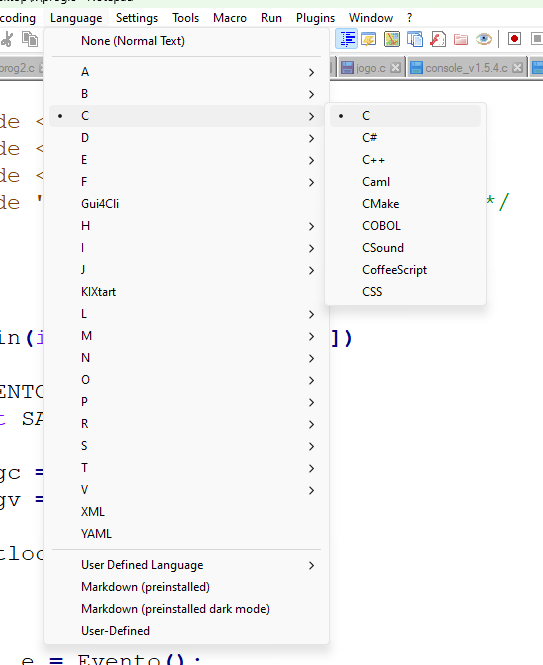 coding Language Settings Tools Macro Run Plugins Window ?
None (Normal Text)
prog2.c jogo.c console_v1.5.4.c
A
B
C
D
E
F
Gui4Cli
H
I
J
KIXtart
L
M
N
O
P
R
S
T
V
XML
YAML
User Defined Language
Markdown (preinstalled)
Markdown (preinstalled dark mode)
User-Defined
C
C#
C++
Caml
CMake
COBOL
CSound
CoffeeScript
CSS
de <
de <
de <
de " */
in(i ])
ENTO
t SA
gc =
gv =
tloc
e = Evento();